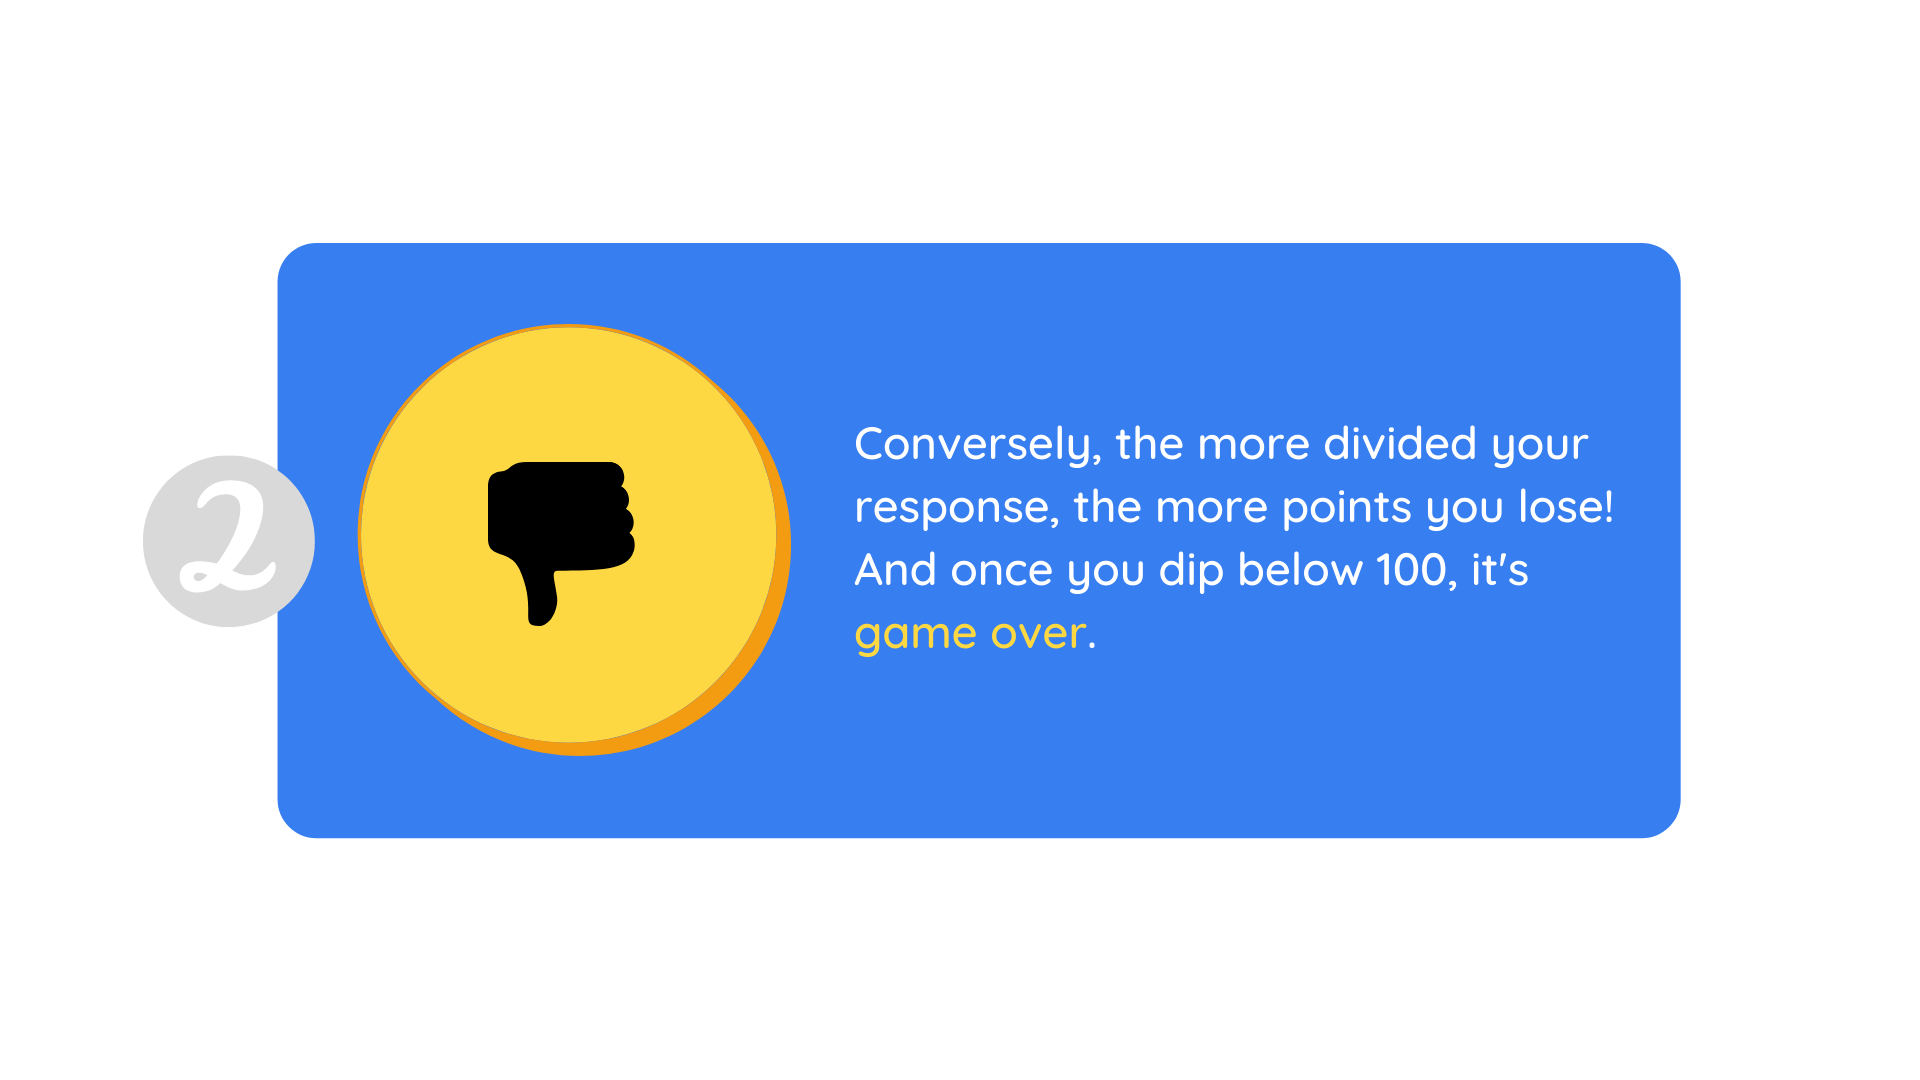 2
Conversely, the more divided your
response, the more points you lose!
And once you dip below 100, it's
game over.